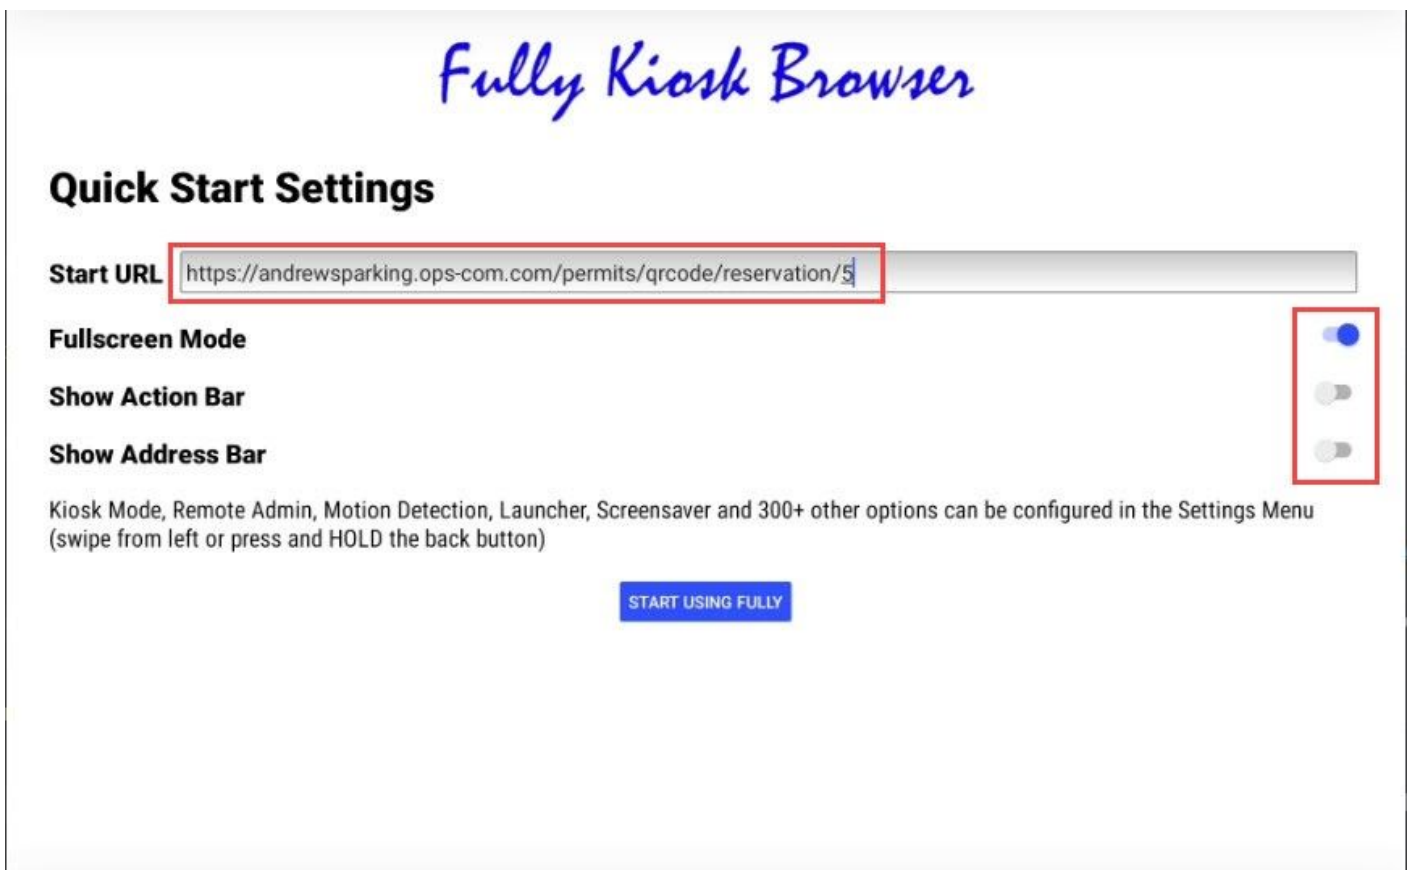 Fully Kiosk Browser
Quick Start Settings
Start URL https://andrewsparking.ops-com.com/permits/qrcode/reservation/5
Fullscreen Mode
Show Action Bar
Show Address Bar
Kiosk Mode, Remote Admin, Motion Detection, Launcher, Screensaver and 300+ other options can be configured in the Settings Menu
(swipe from left or press and HOLD the back button)
START USING FULLY